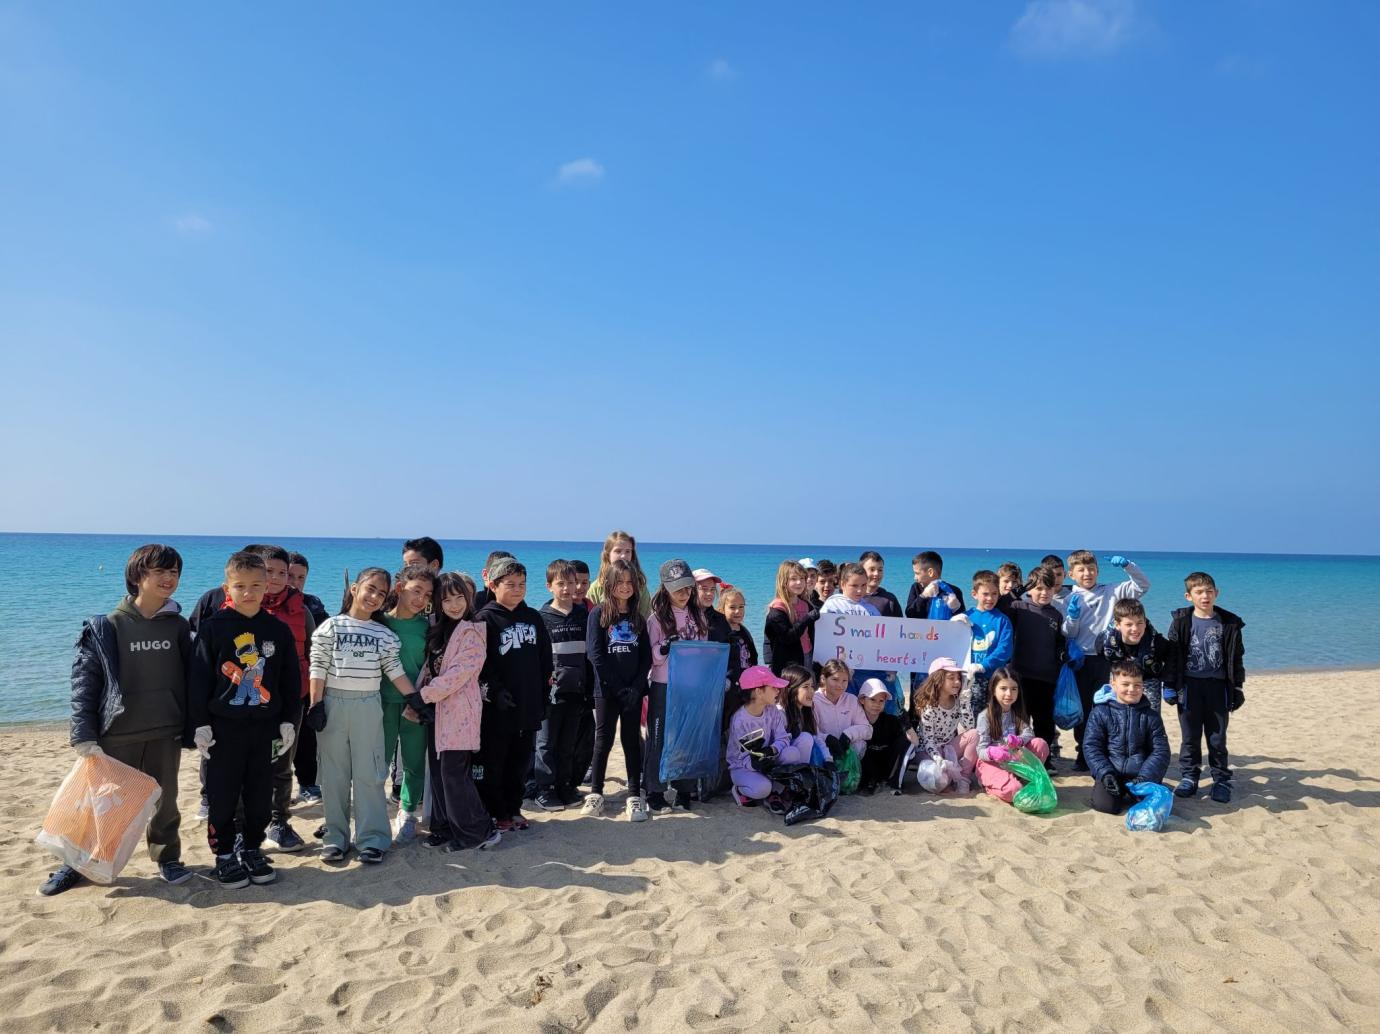 HUGO
MIAMI
I FEEL
Small hands
Big hearts!